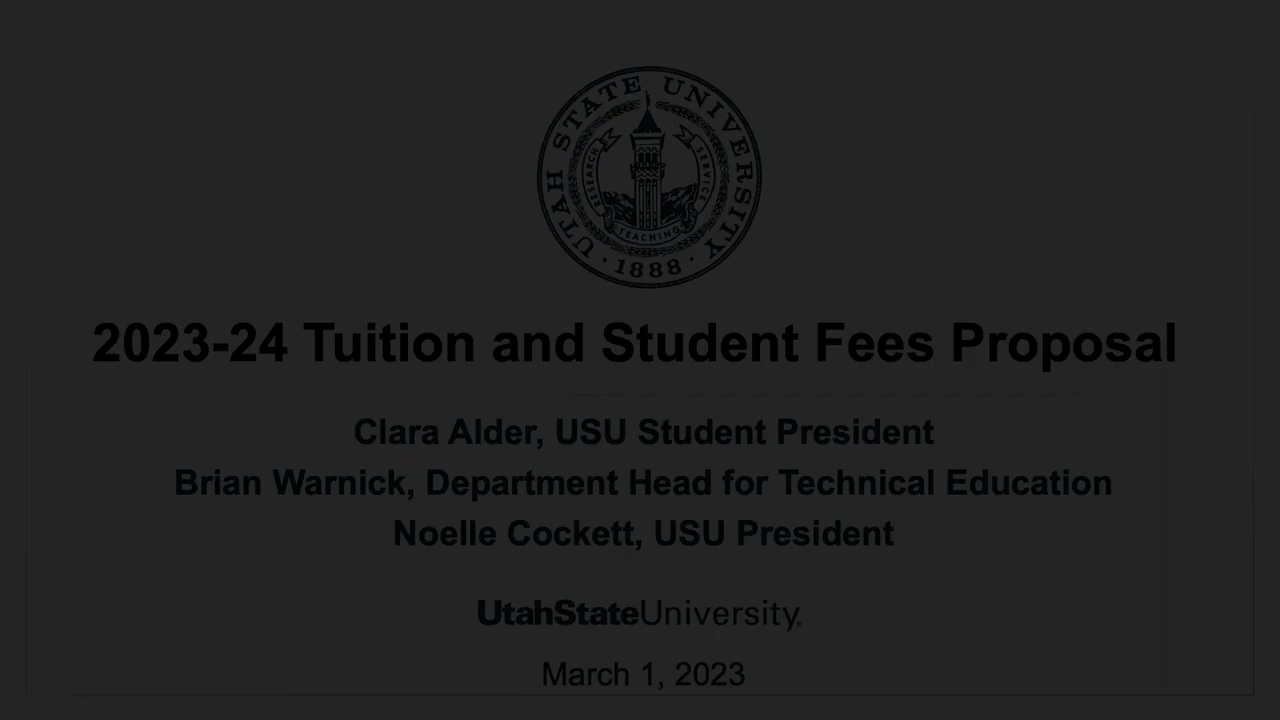 UTAH STATE UNIVERSITY
RESEARCH
SERVICE
TEACHING
· 1888 ·
2023-24 Tuition and Student Fees Proposal
Clara Alder, USU Student President
Brian Warnick, Department Head for Technical Education
Noelle Cockett, USU President
UtahStateUniversity®
March 1, 2023